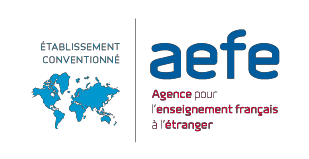 ÉTABLISSEMENT
CONVENTIONNÉ
aefe
Agence pour
l'enseignement français
à l'étranger